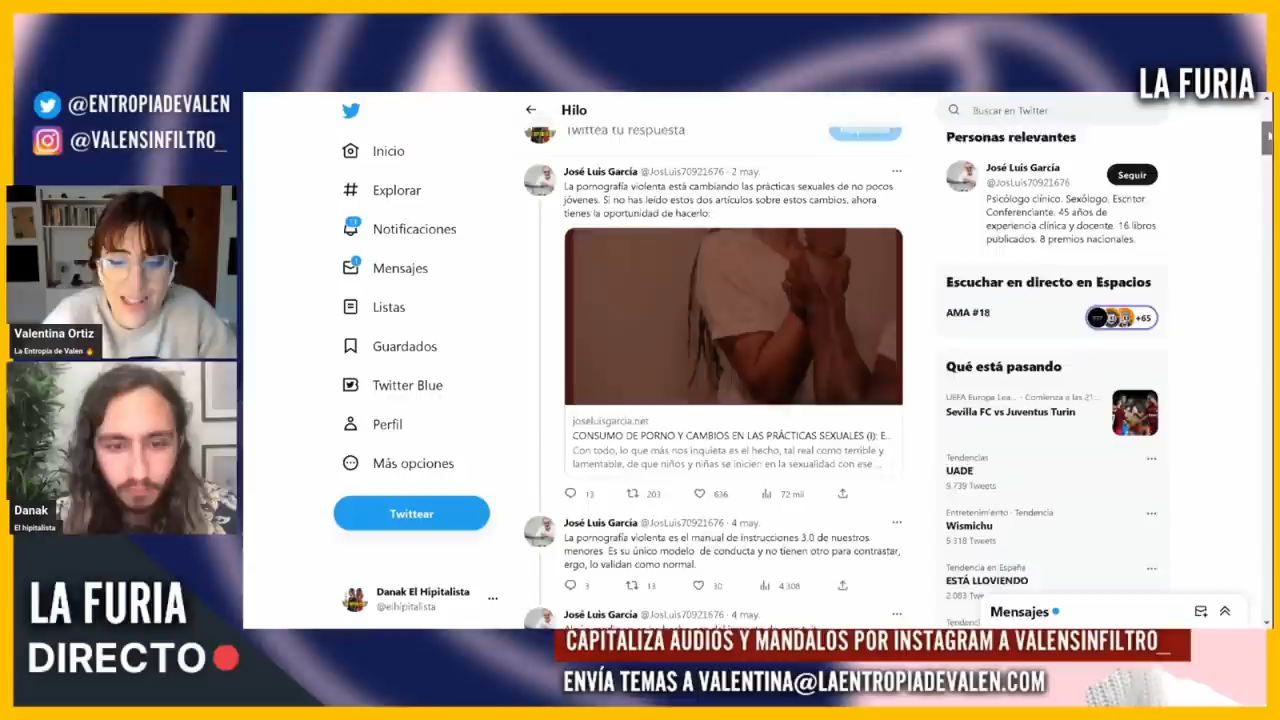 @ENTROPIADEVALEN
@VALENSINFILTRO_
LA FURIA
Valentina Ortiz
La Entropía de Valen
Danak
El hipitalista
LA FURIA
DIRECTO
Inicio
Explorar
Notificaciones
Mensajes
Listas
Guardados
Twitter Blue
Perfil
Más opciones
Twittear
Danak El Hipitalista
@elhipitalista
Hilo
Twittea tu respuesta
José Luis García @JosLuis70921676 · 2 may.
La pornografía violenta está cambiando las prácticas sexuales de no pocos
jóvenes. Si no has leído estos dos artículos sobre estos cambios, ahora
tienes la oportunidad de hacerlo:
joseluisgarcia.net
CONSUMO DE PORNO Y CAMBIOS EN LAS PRÁCTICAS SEXUALES (I): E..
Con todo, lo que más nos inquieta es el hecho, tal real como terrible y
lamentable, de que niños y niñas se inicien en la sexualidad con ese ...
13 203 636 72 mil
José Luis García @JosLuis70921676 · 4 may.
La pornografía violenta es el manual de instrucciones 3.0 de nuestros
menores. Es su único modelo de conducta y no tienen otro para contrastar,
ergo, lo validan como normal.
3 13 30 4.308
José Luis García @JosLuis70921676 · 4 may.
Buscar en Twitter
Personas relevantes
José Luis García
@JosLuis70921676
Seguir
Psicólogo clínico. Sexólogo. Escritor
Conferenciante. 45 años de
experiencia clínica y docente. 16 libros
publicados. 8 premios nacionales.
Escuchar en directo en Espacios
AMA #18
+65
Qué está pasando
UEFA Europa Lea... · Comienza a las 21...
Sevilla FC vs Juventus Turin
Tendencias
UADE
9.739 Tweets
Entretenimiento · Tendencia
Wismichu
5.318 Tweets
Tendencia en España
ESTÁ LLOVIENDO
2.083 Twe
Tendenci
Mensajes
CAPITALIZA AUDIOS Y MÁNDALOS POR INSTAGRAM A VALENSINFILTRO_
ENVÍA TEMAS A VALENTINA@LAENTROPIADEVALEN.COM